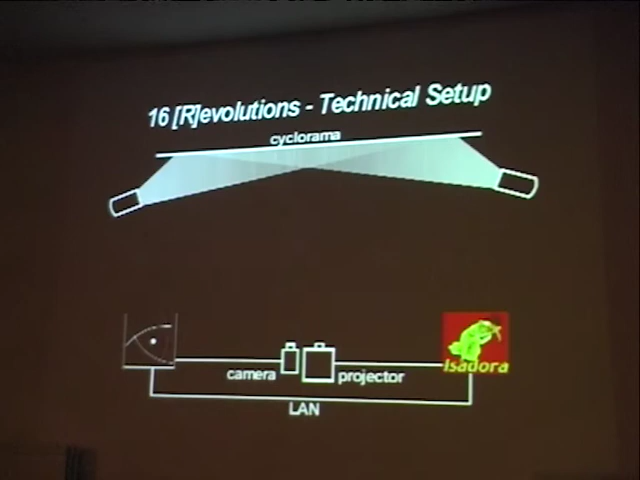 16 [R]evolutions - Technical Setup
cyclorama
Isadora
camera
projector
LAN